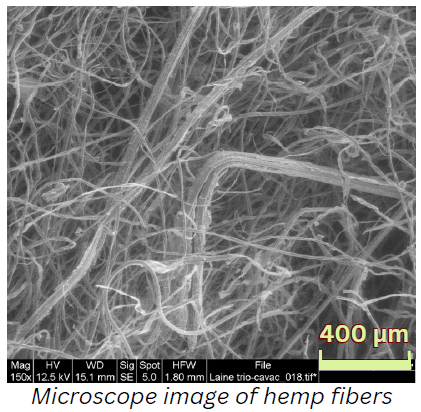 400 µm
Mag HV WD Sig Spot HFW File
150x 12.5 kV 15.1 mm SE 5.0 1.80 mm Laine trio-cavac_018.tif*
Microscope image of hemp fibers